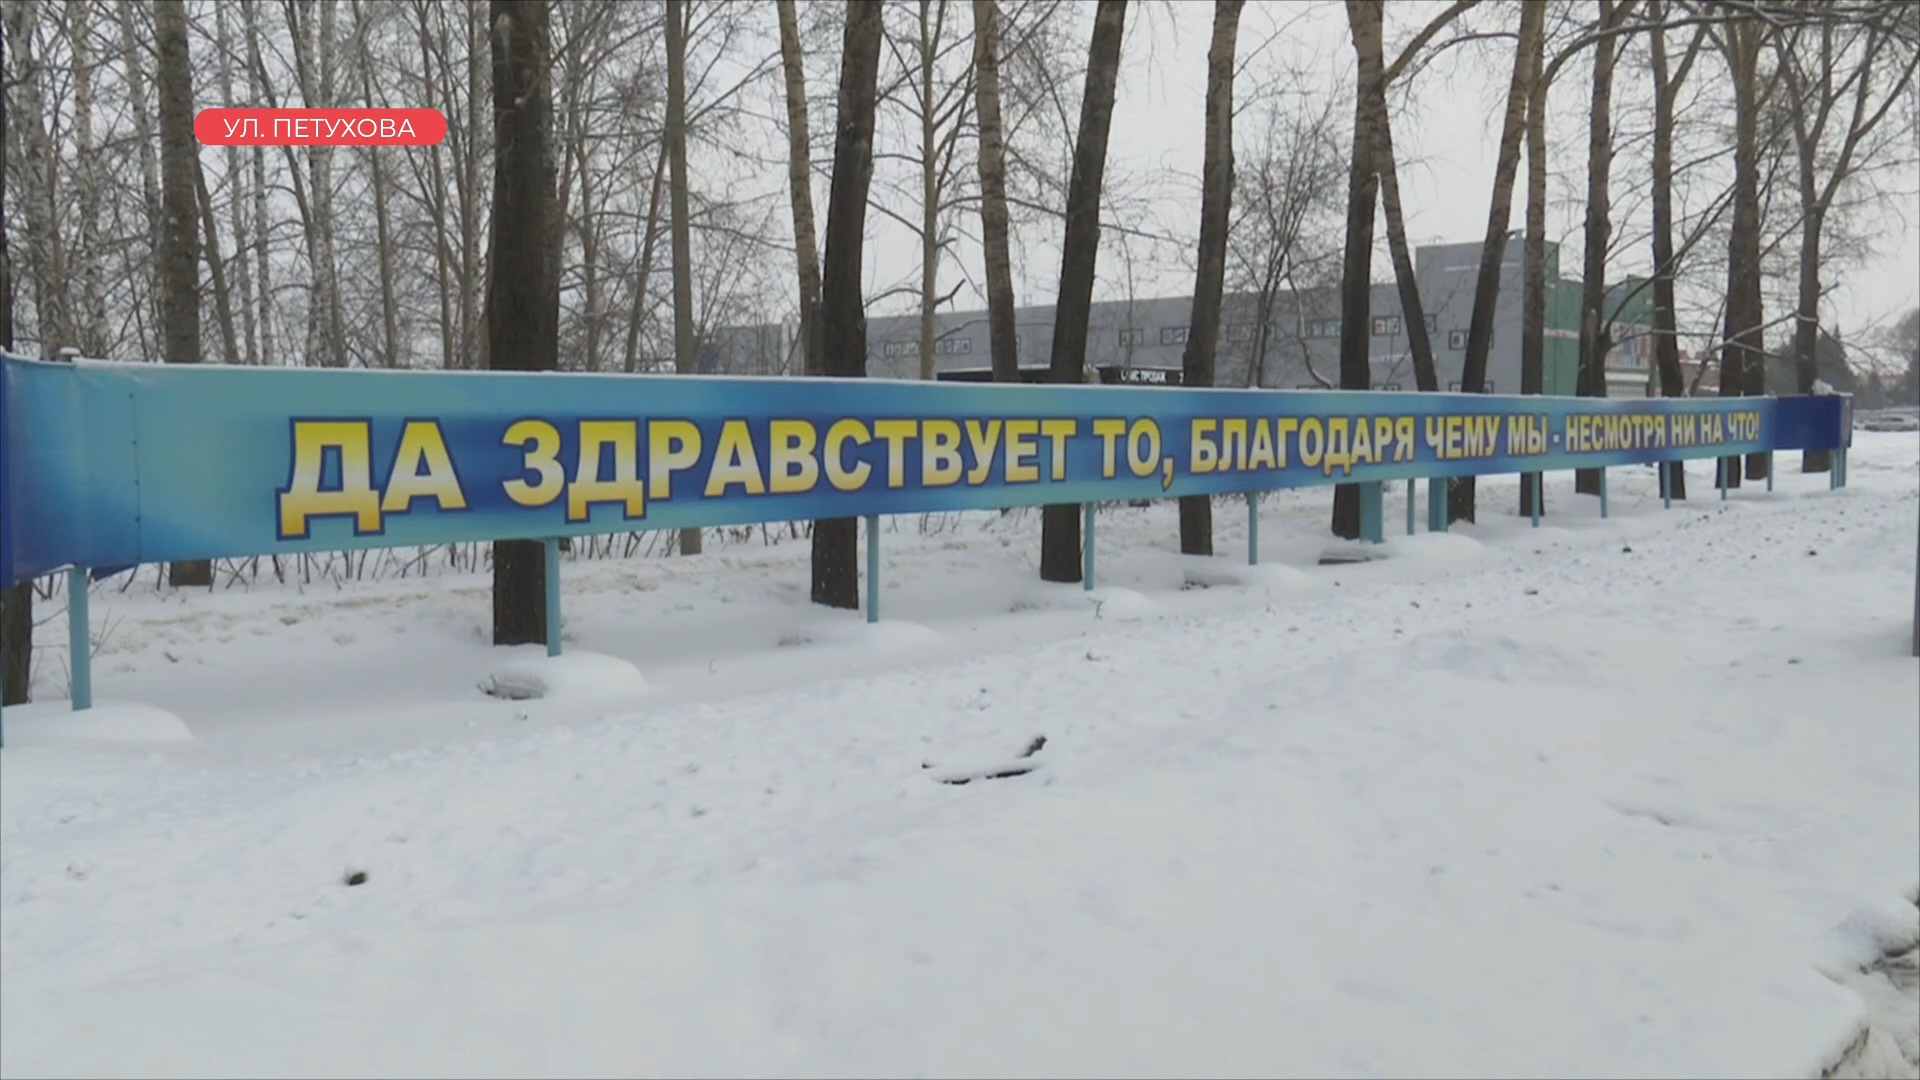 УЛ. ПЕТУХОВА
ДА ЗДРАВСТВУЕТ ТО, БЛАГОДАРЯ ЧЕМУ МЫ - НЕСМОТРЯ НИ НА ЧТО!